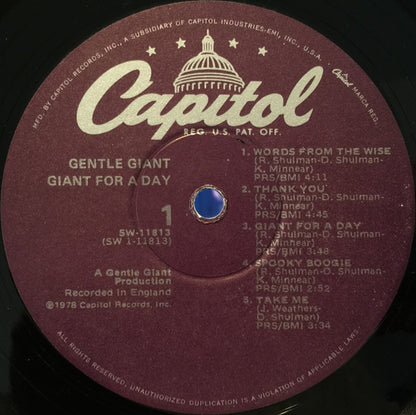 MFD. BY CAPITOL RECORDS, INC., A SUBSIDIARY OF CAPITOL INDUSTRIES-EMI, INC., U.S.A.
Capitol
REG. U.S. PAT. OFF.
Capitol MARCA REG.
GENTLE GIANT
GIANT FOR A DAY
1
SW-11813
(SW 1-11813)
A Gentle Giant
Production
Recorded in England
℗1978 Capitol Records, Inc.
1. WORDS FROM THE WISE
(R. Shulman-D. Shulman-
K. Minnear)
PRS/BMI 4:11
2. THANK YOU
(R. Shulman-D. Shulman-
K. Minnear)
PRS/BMI 4:45
3. GIANT FOR A DAY
(R. Shulman-D. Shulman-
K. Minnear)
PRS/BMI 3:48
4. SPOOKY BOOGIE
(R. Shulman-D. Shulman-
K. Minnear)
PRS/BMI 2:52
5. TAKE ME
(J. Weathers-
D. Shulman)
PRS/BMI 3:34
ALL RIGHTS RESERVED. UNAUTHORIZED DUPLICATION IS A VIOLATION OF APPLICABLE LAWS.